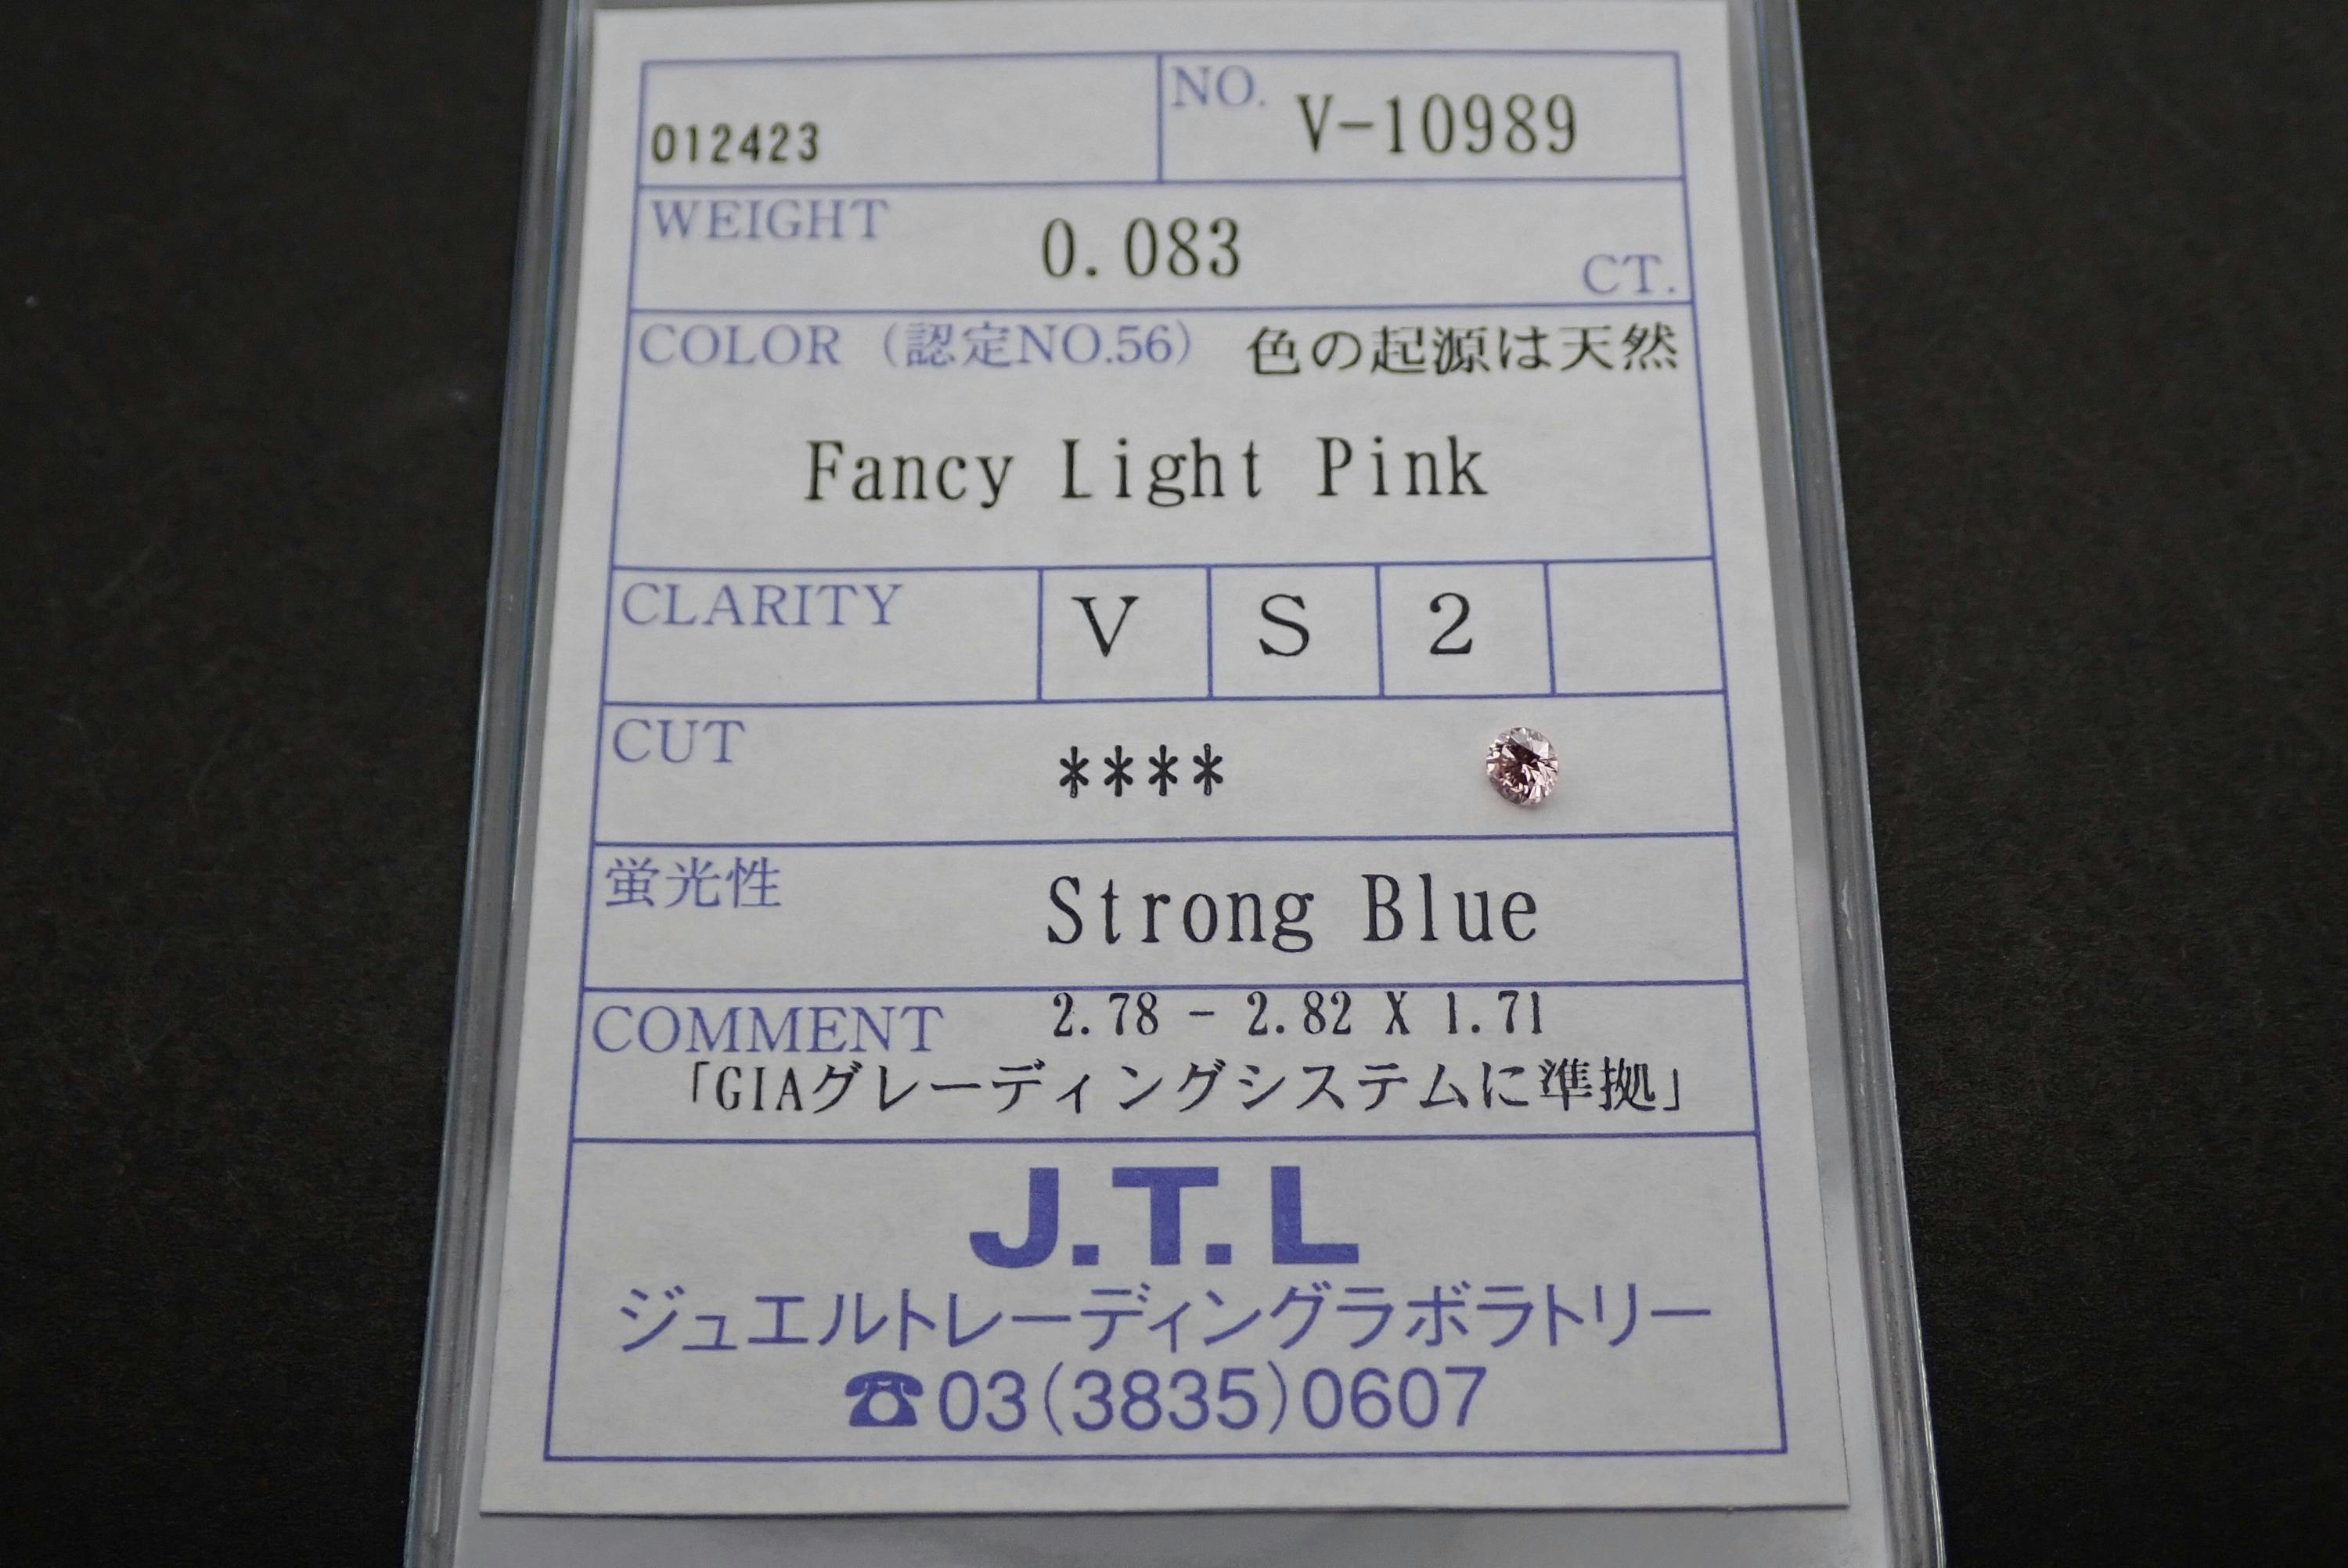 012423
NO. V-10989
WEIGHT 0.083 CT.
COLOR (認定NO.56) 色の起源は天然
Fancy Light Pink
CLARITY V S 2
CUT ****
蛍光性 Strong Blue
COMMENT 2.78 - 2.82 X 1.71
「GIAグレーディングシステムに準拠」
J.T.L
ジュエルトレーディングラボラトリー
☎03(3835)0607